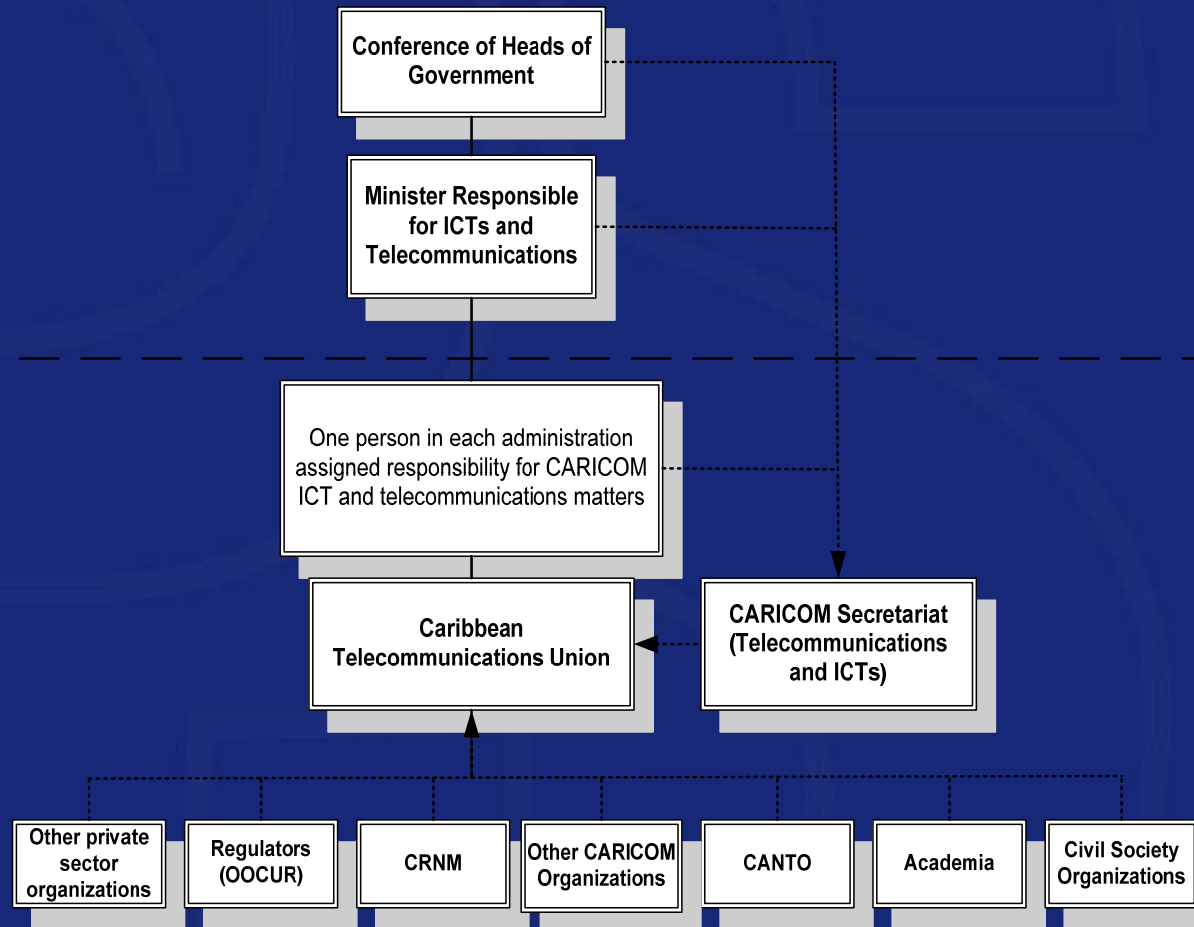 Conference of Heads of
Government
Minister Responsible
for ICTs and
Telecommunications
One person in each administration
assigned responsibility for CARICOM
ICT and telecommunications matters
Caribbean
Telecommunications Union
CARICOM Secretariat
(Telecommunications
and ICTs)
Other private
sector
organizations
Regulators
(OOCUR)
CRNM
Other CARICOM
Organizations
CANTO
Academia
Civil Society
Organizations